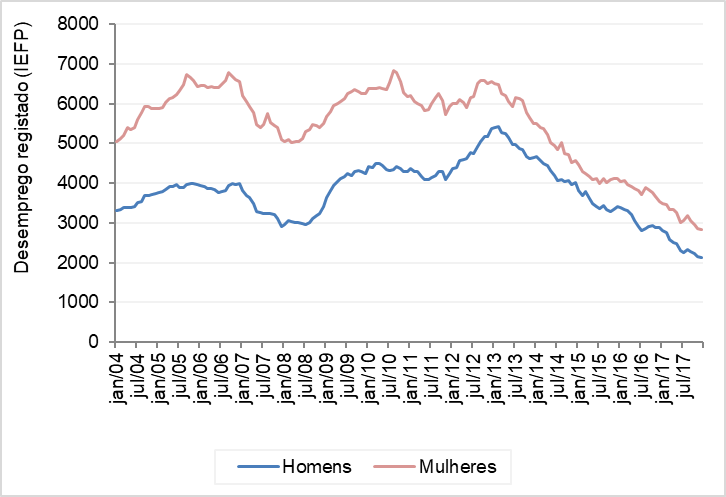 Desemprego registado (IEFP)
8000
7000
6000
5000
4000
3000
2000
1000
0
jan/04
jul/04
jan/05
jul/05
jan/06
jul/06
jan/07
jul/07
jan/08
jul/08
jan/09
jul/09
jan/10
jul/10
jan/11
jul/11
jan/12
jul/12
jan/13
jul/13
jan/14
jul/14
jan/15
jul/15
jan/16
jul/16
jan/17
jul/17
Homens
Mulheres